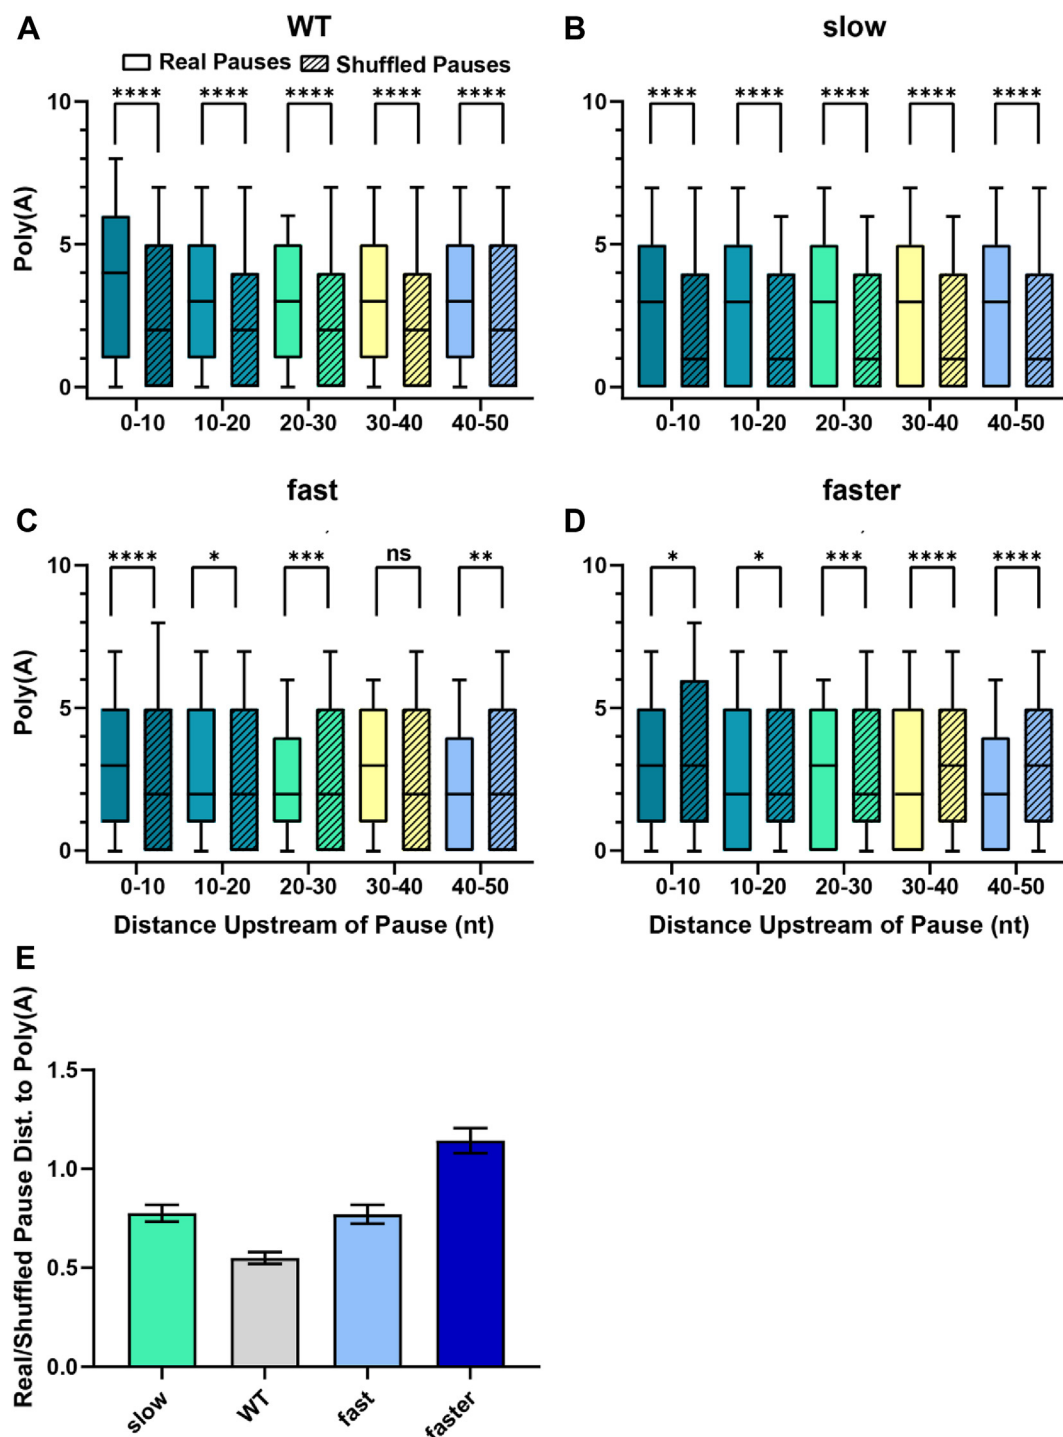 A WT
Real Pauses Shuffled Pauses
**** **** **** **** ****
10
5
0
Poly(A)
0-10 10-20 20-30 30-40 40-50
B slow
**** **** **** **** ****
10
5
0
0-10 10-20 20-30 30-40 40-50
C fast
**** * *** ns **
10
5
0
Poly(A)
0-10 10-20 20-30 30-40 40-50
Distance Upstream of Pause (nt)
D faster
* * *** **** ****
10
5
0
0-10 10-20 20-30 30-40 40-50
Distance Upstream of Pause (nt)
E
Real/Shuffled Pause Dist. to Poly(A)
1.5
1.0
0.5
0.0
slow WT fast faster